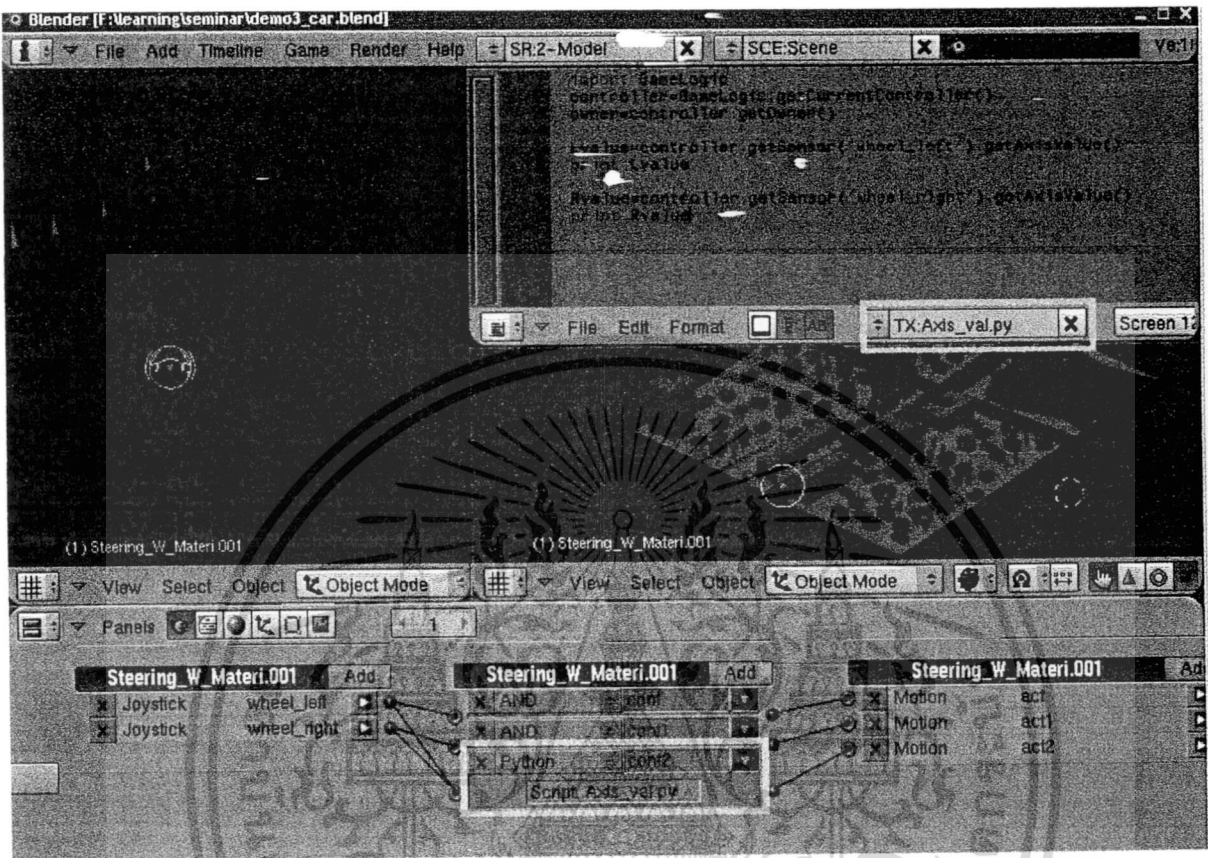 Blender [F:\learning\seminar\demo3_car.blend]
File Add Timeline Game Render Help SR:2-Model SCE:Scene
import GameLogic
controller=GameLogic.getCurrentController()
owner=controller.getOwner()
Lvalue=controller.getSensor("wheel_left").getAxisValue()
print Lvalue
Rvalue=controller.getSensor("wheel_right").getAxisValue()
print Rvalue
File Edit Format TX:Axis_val.py Screen 12
(1) Steering_W_Materi.001 (1) Steering_W_Materi.001
View Select Object Object Mode View Select Object Object Mode
Panels 1
Steering_W_Materi.001 Add Steering_W_Materi.001 Add Steering_W_Materi.001
X Joystick wheel_left X AND cont X Motion act
X Joystick wheel_right X AND cont1 X Motion act1
X Python cont2 X Motion act2
Script: Axis_val.py